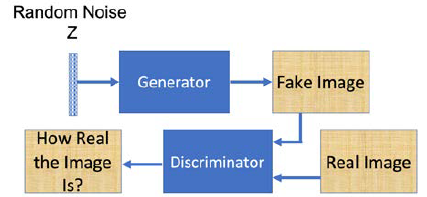 Random Noise
Z
Generator
Fake Image
How Real
the Image
Is?
Discriminator
Real Image